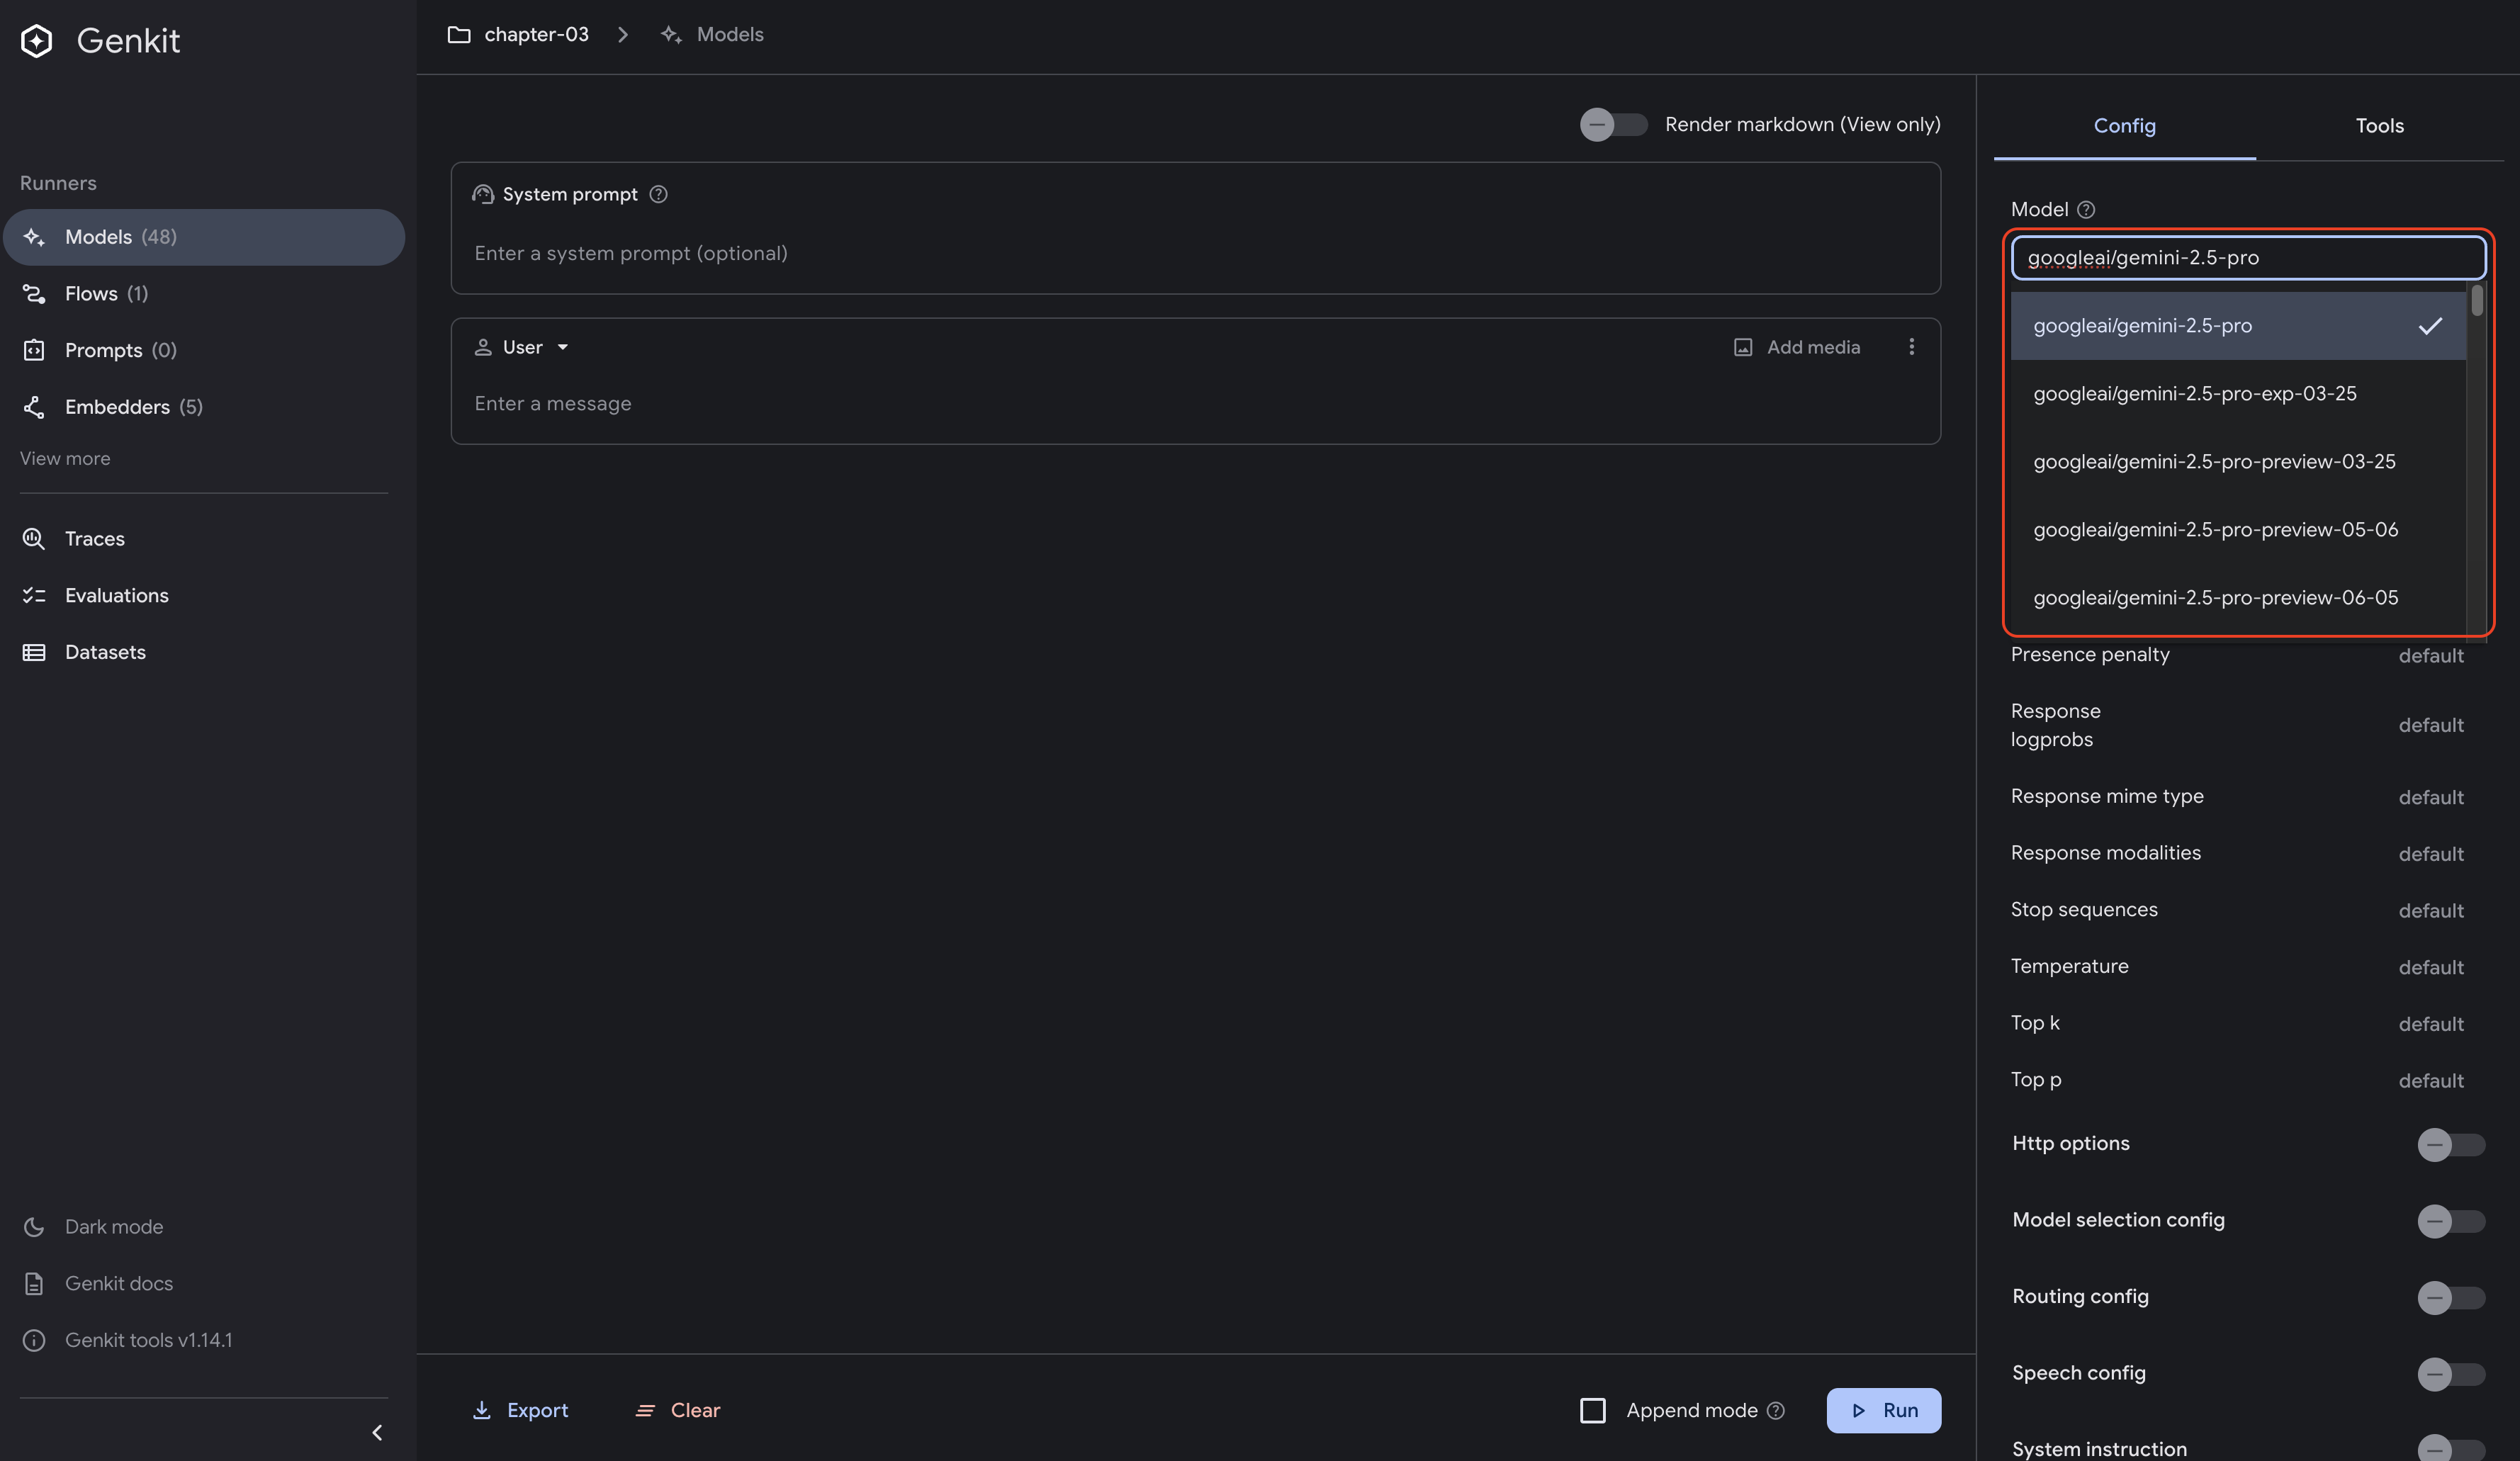 Genkit
Runners
Models (48)
Flows (1)
Prompts (0)
Embedders (5)
View more
Traces
Evaluations
Datasets
Dark mode
Genkit docs
Genkit tools v1.14.1
chapter-03
Models
Render markdown (View only)
System prompt
Enter a system prompt (optional)
User
Add media
Enter a message
Export
Clear
Append mode
Run
Config
Tools
Model
googleai/gemini-2.5-pro
googleai/gemini-2.5-pro
googleai/gemini-2.5-pro-exp-03-25
googleai/gemini-2.5-pro-preview-03-25
googleai/gemini-2.5-pro-preview-05-06
googleai/gemini-2.5-pro-preview-06-05
Presence penalty default
Response
logprobs default
Response mime type default
Response modalities default
Stop sequences default
Temperature default
Top k default
Top p default
Http options
Model selection config
Routing config
Speech config
System instruction